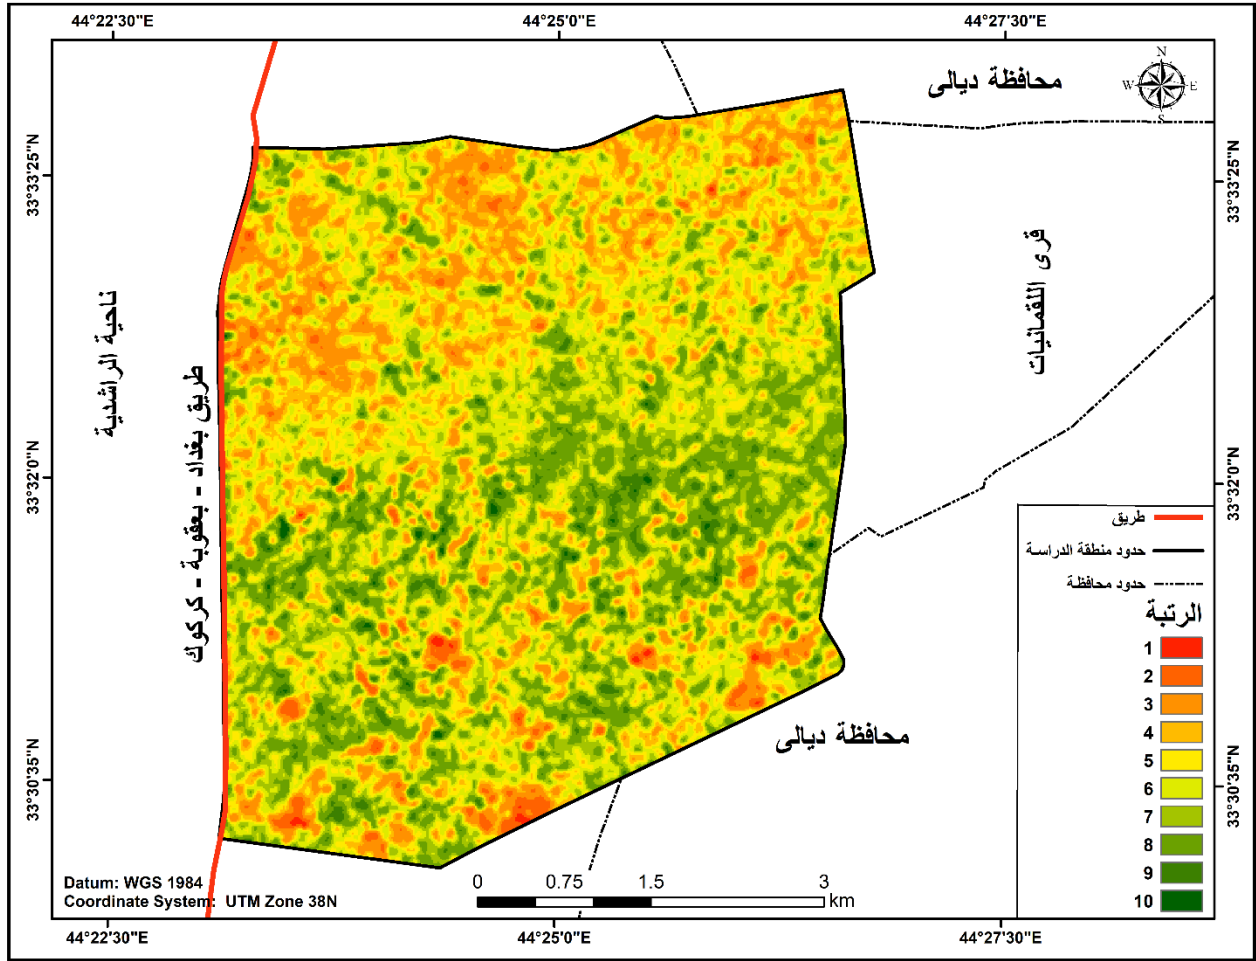 44°22'30"E
44°25'0"E
44°27'30"E
N
W
E
S
محافظة ديالى
33°33'25"N
33°33'25"N
قرى اللقمانيات
ناحية الراشدية
طريق بغداد - بعقوبة - كركوك
33°32'0"N
33°32'0"N
طريق
حدود منطقة الدراسة
حدود محافظة
الرتبة
1
2
3
4
5
6
7
8
9
10
محافظة ديالى
33°30'35"N
33°30'35"N
Datum: WGS 1984
Coordinate System: UTM Zone 38N
0 0.75 1.5 3
km
44°22'30"E
44°25'0"E
44°27'30"E